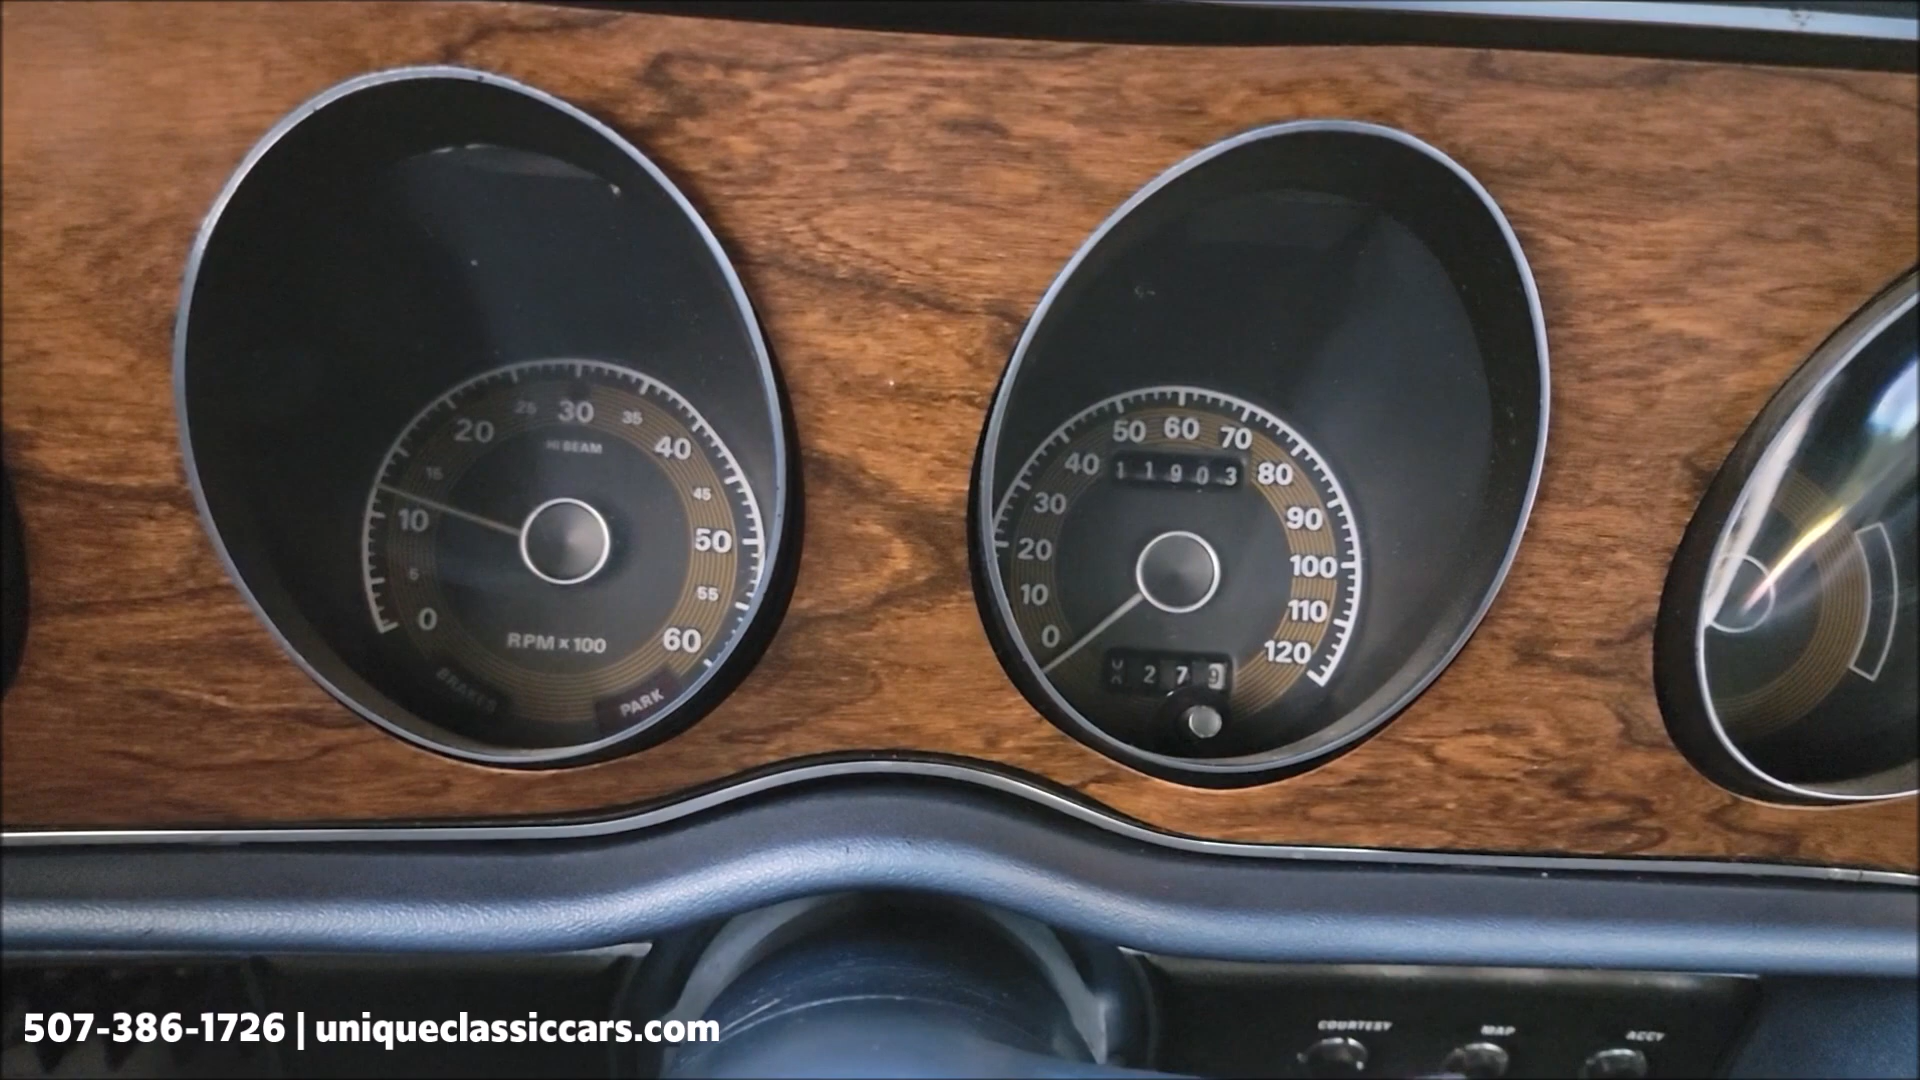 20 25 30 35 40
HI BEAM
15 45
10 50
5 55
0 60
RPM x 100
BRAKES PARK
50 60 70
40 11903 80
30 90
20 100
10 110
0 120
279
COURTESY MAP ACCY
507-386-1726 | uniqueclassiccars.com